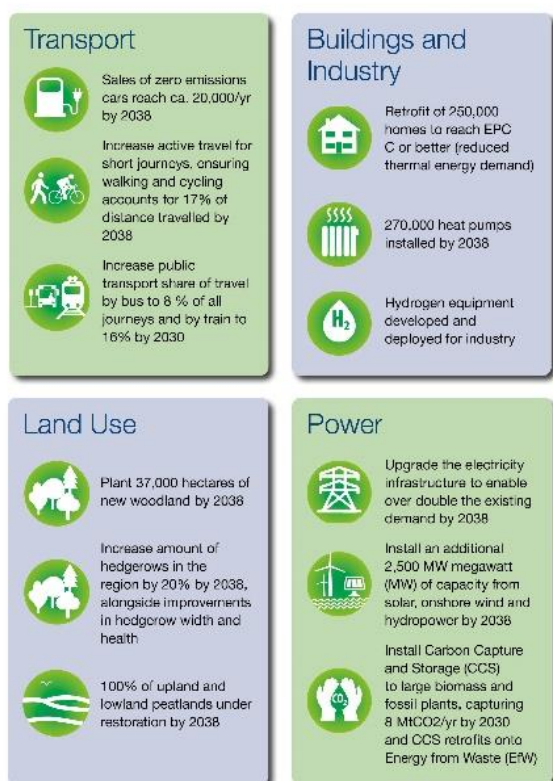 Transport
Sales of zero emissions
cars reach ca. 20,000/yr
by 2038
Increase active travel for
short journeys, ensuring
walking and cycling
accounts for 17% of
distance travelled by
2038
Increase public
transport share of travel
by bus to 8 % of all
journeys and by train to
16% by 2030
Buildings and
Industry
Retrofit of 250,000
homes to reach EPC
C or better (reduced
thermal energy demand)
270,000 heat pumps
installed by 2038
H2
Hydrogen equipment
developed and
deployed for industry
Land Use
Plant 37,000 hectares of
new woodland by 2038
Increase amount of
hedgerows in the
region by 20% by 2038,
alongside improvements
in hedgerow width and
health
100% of upland and
lowland peatlands under
restoration by 2038
Power
Upgrade the electricity
infrastructure to enable
over double the existing
demand by 2038
Install an additional
2,500 MW megawatt
(MW) of capacity from
solar, onshore wind and
hydropower by 2038
CO2
Install Carbon Capture
and Storage (CCS)
to large biomass and
fossil plants, capturing
8 MtCO2/yr by 2030
and CCS retrofits onto
Energy from Waste (EfW)